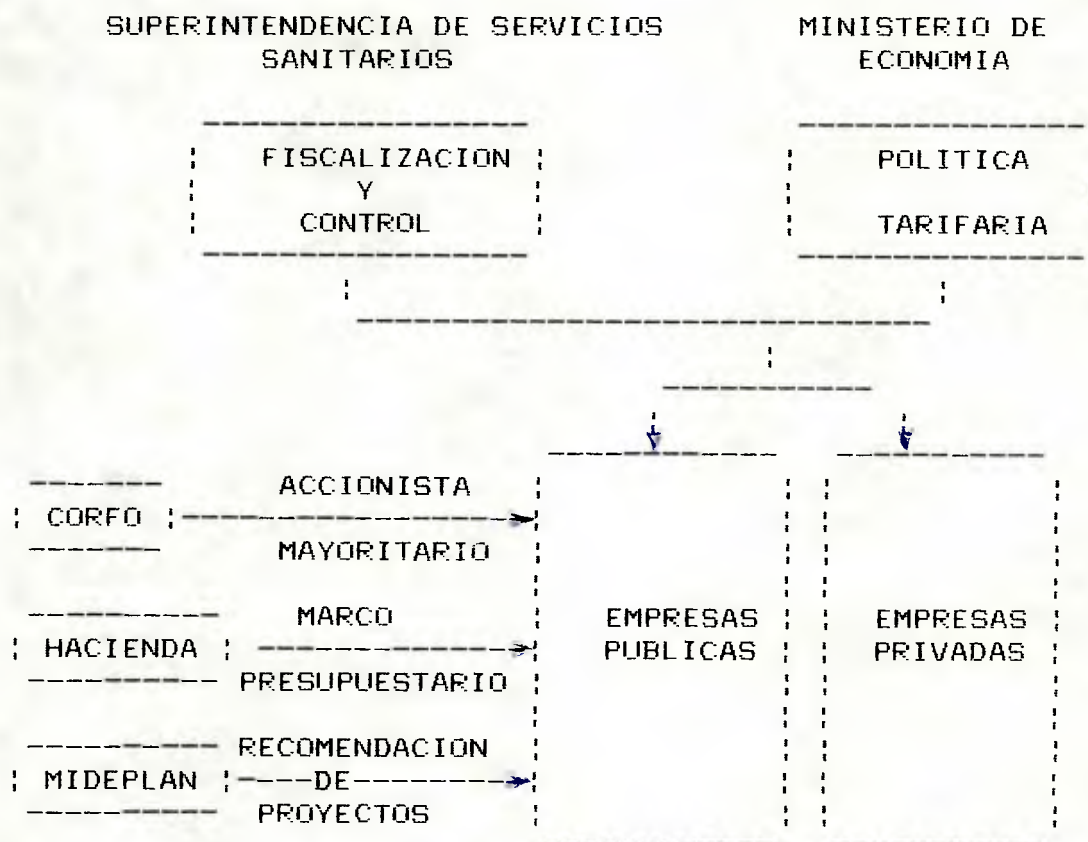 SUPERINTENDENCIA DE SERVICIOS
SANITARIOS
MINISTERIO DE
ECONOMIA
FISCALIZACION
Y
CONTROL
POLITICA
TARIFARIA
ACCIONISTA
CORFO
MAYORITARIO
MARCO
HACIENDA
PRESUPUESTARIO
RECOMENDACION
MIDEPLAN
DE
PROYECTOS
EMPRESAS
PUBLICAS
EMPRESAS
PRIVADAS